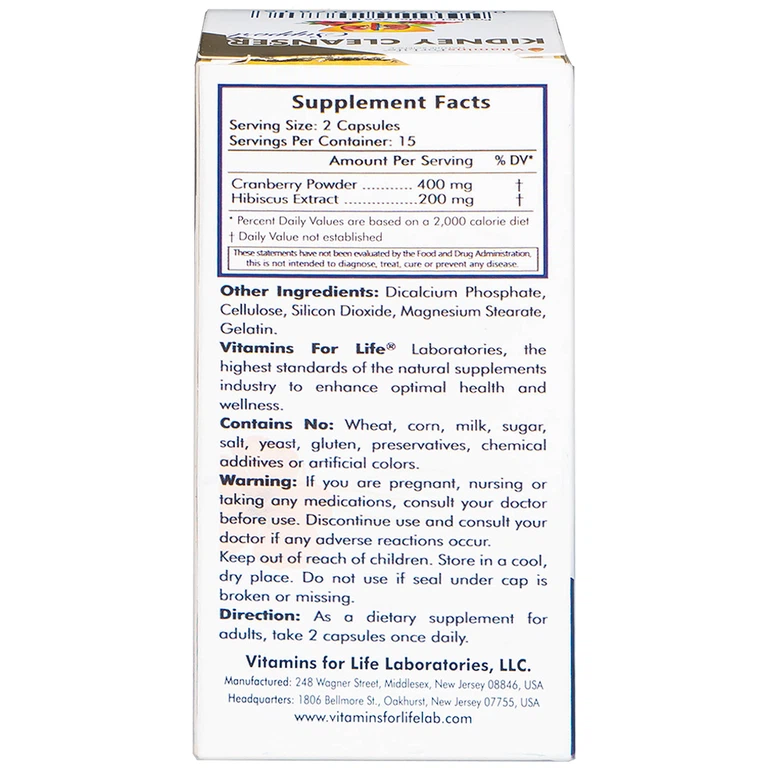 VitaminsForLife
KIDNEY CLEANSER
Support
Supplement Facts
Serving Size: 2 Capsules
Servings Per Container: 15
Amount Per Serving % DV*
Cranberry Powder ........... 400 mg †
Hibiscus Extract ................200 mg †
* Percent Daily Values are based on a 2,000 calorie diet
† Daily Value not established
These statements have not been evaluated by the Food and Drug Administration,
this is not intended to diagnose, treat, cure or prevent any disease.
Other Ingredients: Dicalcium Phosphate,
Cellulose, Silicon Dioxide, Magnesium Stearate,
Gelatin.
Vitamins For Life® Laboratories, the
highest standards of the natural supplements
industry to enhance optimal health and
wellness.
Contains No: Wheat, corn, milk, sugar,
salt, yeast, gluten, preservatives, chemical
additives or artificial colors.
Warning: If you are pregnant, nursing or
taking any medications, consult your doctor
before use. Discontinue use and consult your
doctor if any adverse reactions occur.
Keep out of reach of children. Store in a cool,
dry place. Do not use if seal under cap is
broken or missing.
Direction: As a dietary supplement for
adults, take 2 capsules once daily.
Vitamins for Life Laboratories, LLC.
Manufactured: 248 Wagner Street, Middlesex, New Jersey 08846, USA
Headquarters: 1806 Bellmore St., Oakhurst, New Jersey 07755, USA
www.vitaminsforlifelab.com